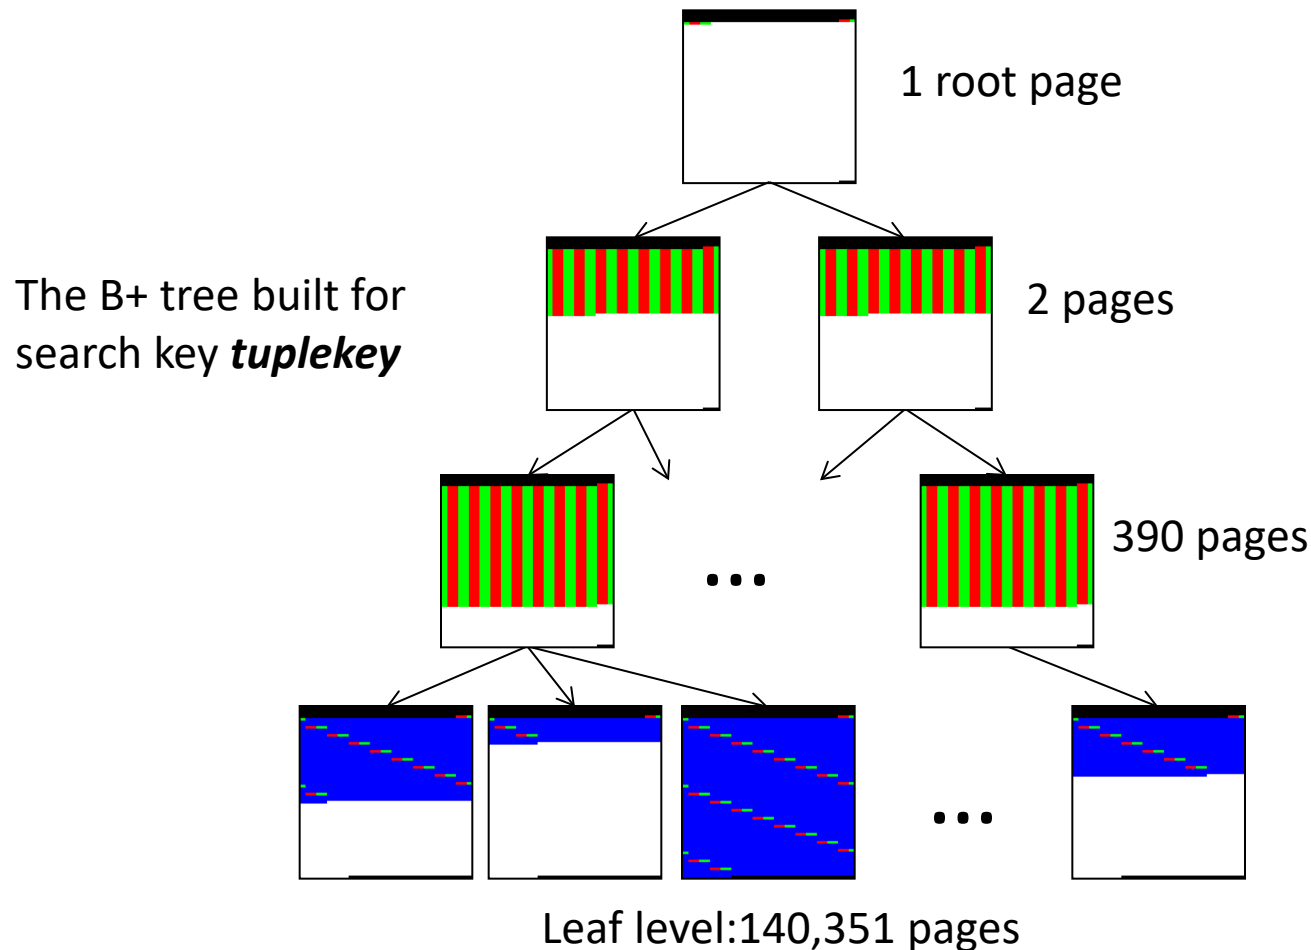 1 root page
The B+ tree built for
search key tuplekey
2 pages
...
390 pages
...
Leaf level:140,351 pages